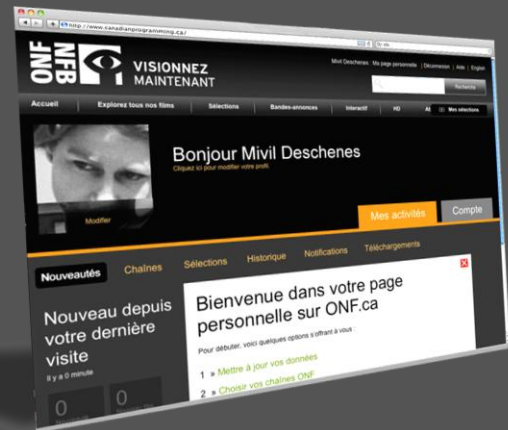 http://www.canadianprogramming.ca/
ONF
NFB
VISIONNEZ
MAINTENANT
Mivil Deschenes Ma page personnelle | Déconnexion | Aide | English
Recherche
Accueil | Explorez tous nos films | Sélections | Bandes-annonces | Interactif | HD
Mes sélections
Bonjour Mivil Deschenes
Cliquez ici pour modifier votre profil.
Modifier
Mes activités
Compte
Nouveautés Chaînes Sélections Historique Notifications Téléchargements
Nouveau depuis
votre dernière
visite
Il y a 0 minute
0
0
Bienvenue dans votre page
personnelle sur ONF.ca
Pour débuter, voici quelques options s'offrant à vous :
1 » Mettre à jour vos données
2 » Choisir vos chaînes ONF